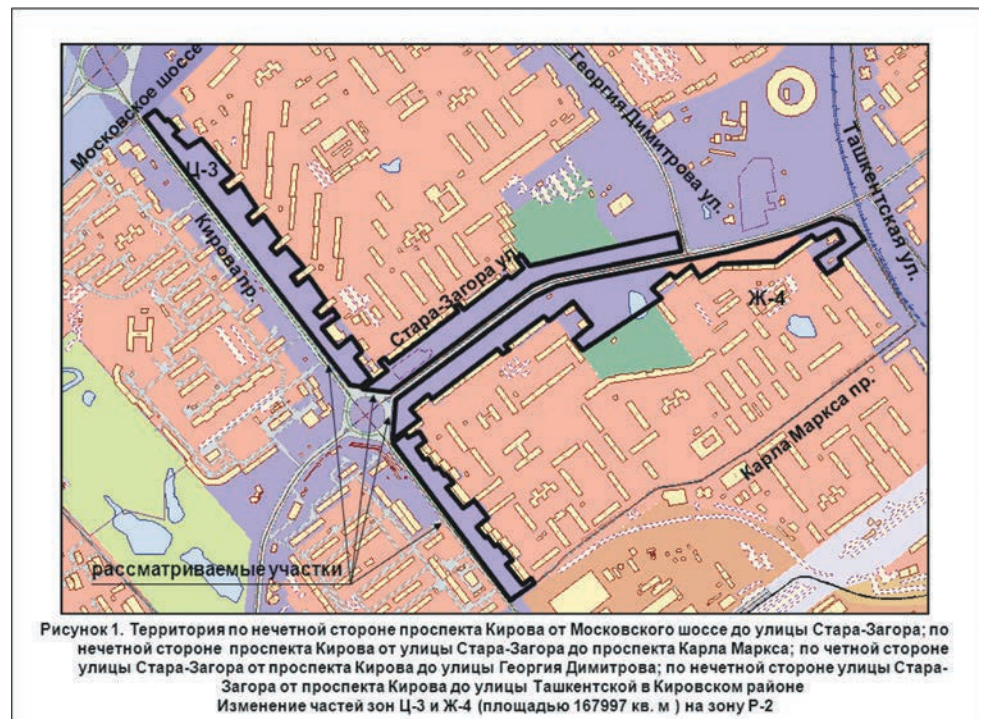 Московское шоссе
Ц-3
Кирова пр.
Георгия Димитрова ул.
Ташкентская ул.
Стара-Загора ул.
Ж-4
Карла Маркса пр.
рассматриваемые участки
Рисунок 1. Территория по нечетной стороне проспекта Кирова от Московского шоссе до улицы Стара-Загора; по
нечетной стороне проспекта Кирова от улицы Стара-Загора до проспекта Карла Маркса; по четной стороне
улицы Стара-Загора от проспекта Кирова до улицы Георгия Димитрова; по нечетной стороне улицы Стара-
Загора от проспекта Кирова до улицы Ташкентской в Кировском районе
Изменение частей зон Ц-3 и Ж-4 (площадью 167997 кв. м ) на зону Р-2